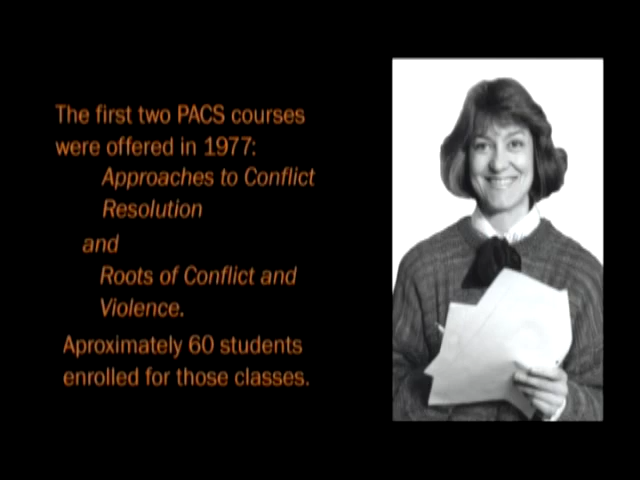 The first two PACS courses
were offered in 1977:
Approaches to Conflict
Resolution
and
Roots of Conflict and
Violence.
Aproximately 60 students
enrolled for those classes.